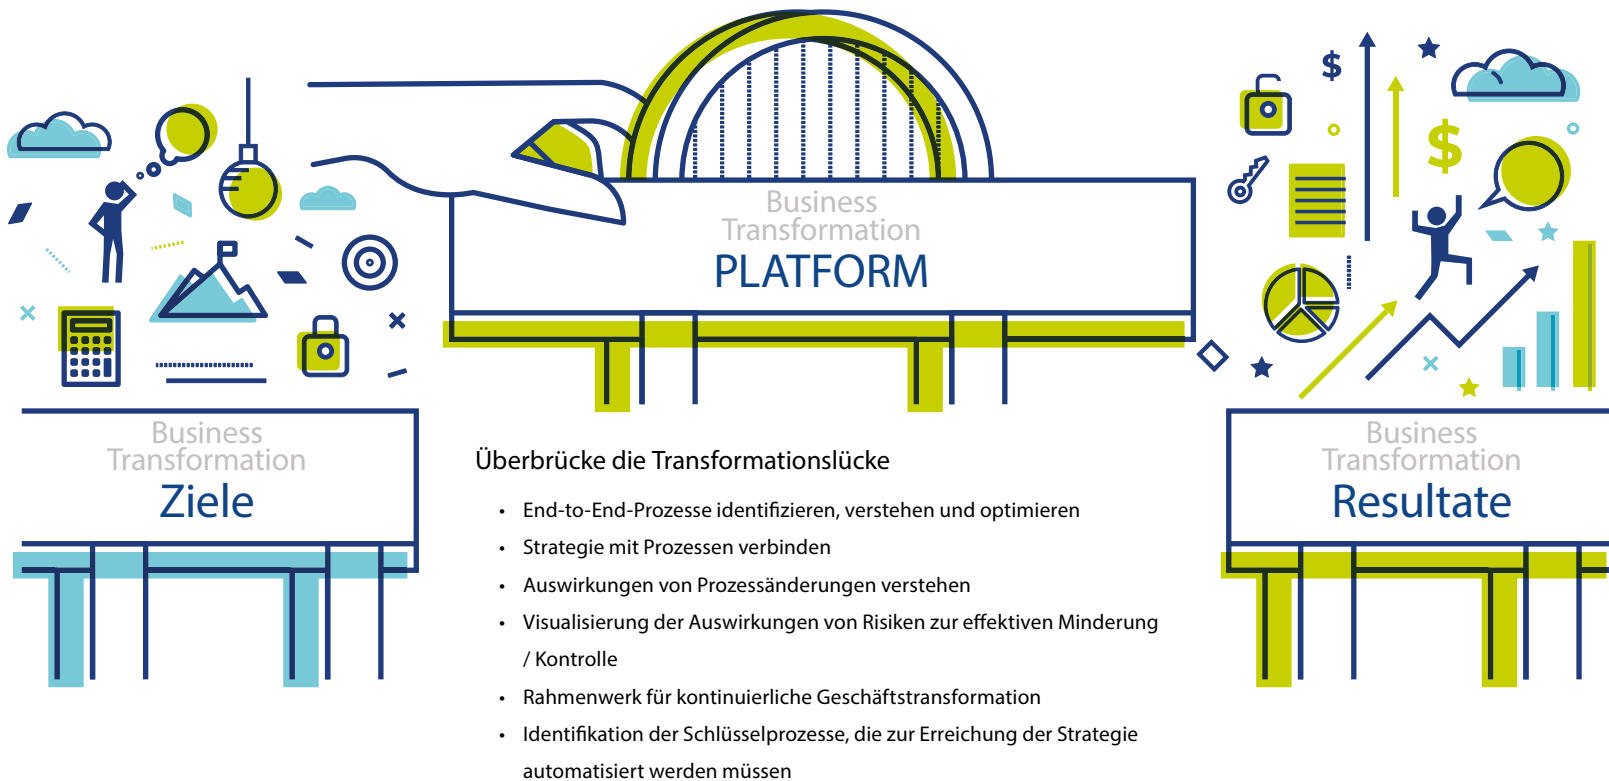 Business
Transformation
PLATFORM
Business
Transformation
Ziele
Überbrücke die Transformationslücke
• End-to-End-Prozesse identifizieren, verstehen und optimieren
• Strategie mit Prozessen verbinden
• Auswirkungen von Prozessänderungen verstehen
• Visualisierung der Auswirkungen von Risiken zur effektiven Minderung
/ Kontrolle
• Rahmenwerk für kontinuierliche Geschäftstransformation
• Identifikation der Schlüsselprozesse, die zur Erreichung der Strategie
automatisiert werden müssen
Business
Transformation
Resultate
$
$